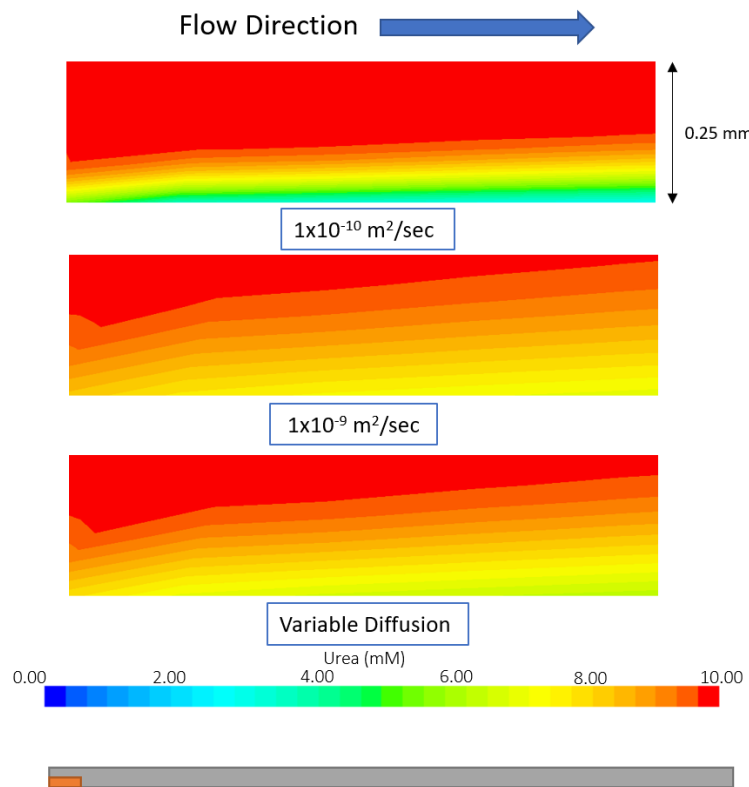 Flow Direction
0.25 mm
1x10⁻¹⁰ m²/sec
1x10⁻⁹ m²/sec
Variable Diffusion
Urea (mM)
0.00 2.00 4.00 6.00 8.00 10.00